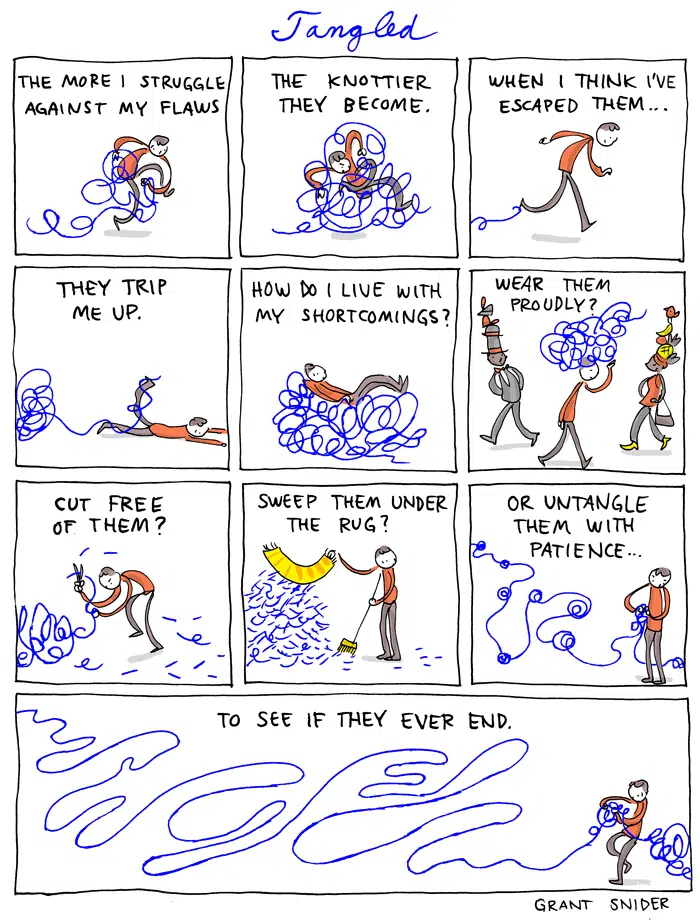 Tangled
THE MORE I STRUGGLE
AGAINST MY FLAWS
THE KNOTTIER
THEY BECOME.
WHEN I THINK I'VE
ESCAPED THEM...
THEY TRIP
ME UP.
HOW DO I LIVE WITH
MY SHORTCOMINGS?
WEAR THEM
PROUDLY?
CUT FREE
OF THEM?
SWEEP THEM UNDER
THE RUG?
OR UNTANGLE
THEM WITH
PATIENCE...
TO SEE IF THEY EVER END.
GRANT SNIDER